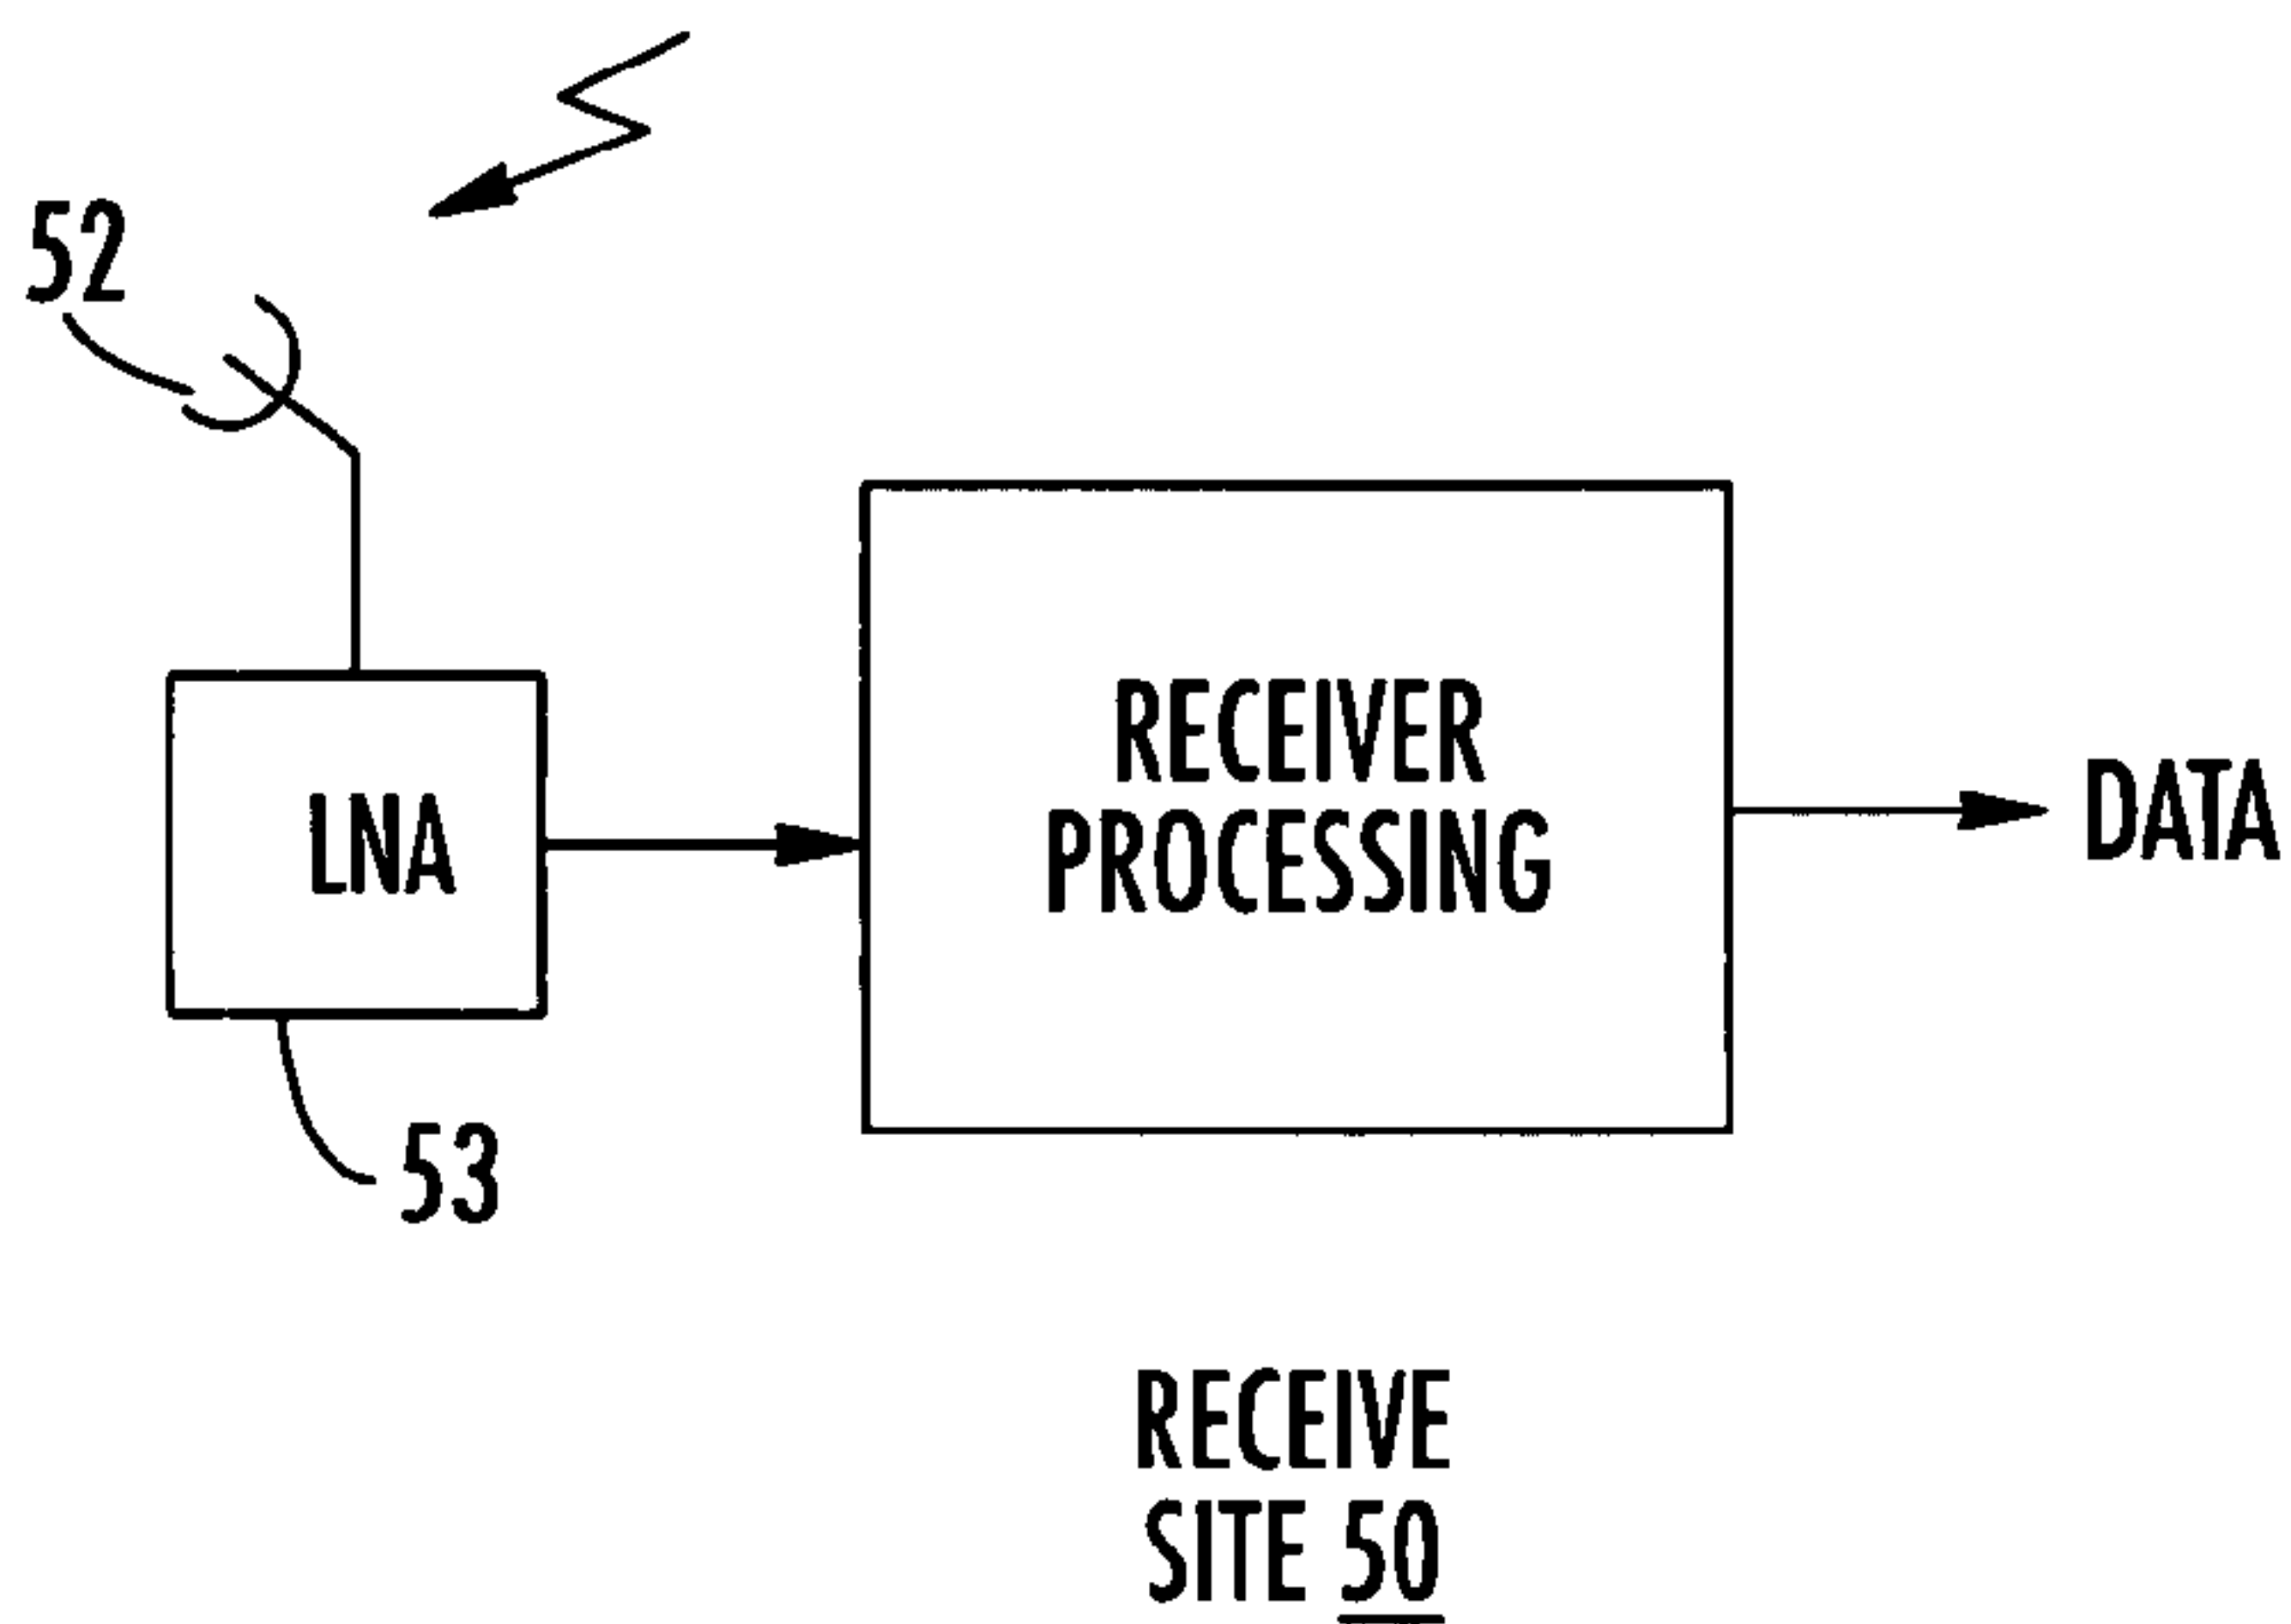 52
LNA
53
RECEIVER
PROCESSING
DATA
RECEIVE
SITE 50